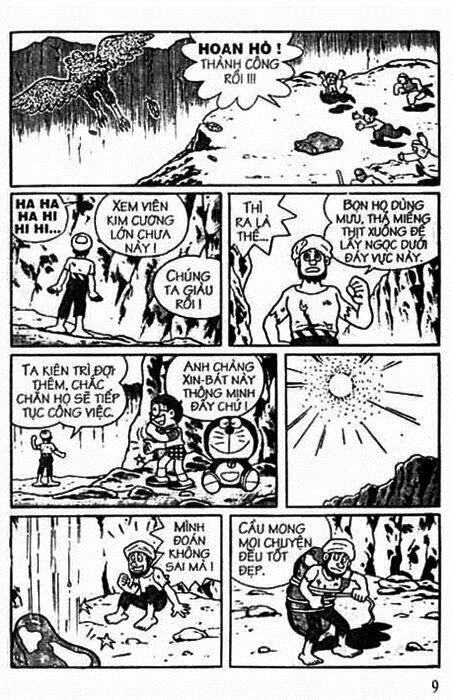 HOAN HÔ !
THÀNH CÔNG
RỒI !!!
HA HA
HA HI
HI HI...
XEM VIÊN
KIM CƯƠNG
LỚN CHƯA
NÀY !
CHÚNG
TA GIÀU
RỒI !
THÌ
RA LÀ
THẾ...
BỌN HỌ DÙNG
MƯU, THẢ MIẾNG
THỊT XUỐNG ĐỂ
LẤY NGỌC DƯỚI
ĐÁY VỰC NÀY.
TA KIÊN TRÌ ĐỢI
THÊM, CHẮC
CHẮN HỌ SẼ TIẾP
TỤC CÔNG VIỆC.
ANH CHÀNG
XIN-BÁT NÀY
THÔNG MINH
ĐẤY CHỨ !
MÌNH
ĐOÁN
KHÔNG
SAI MÀ !
CẦU MONG
MỌI CHUYỆN
ĐỀU TỐT
ĐẸP.
9